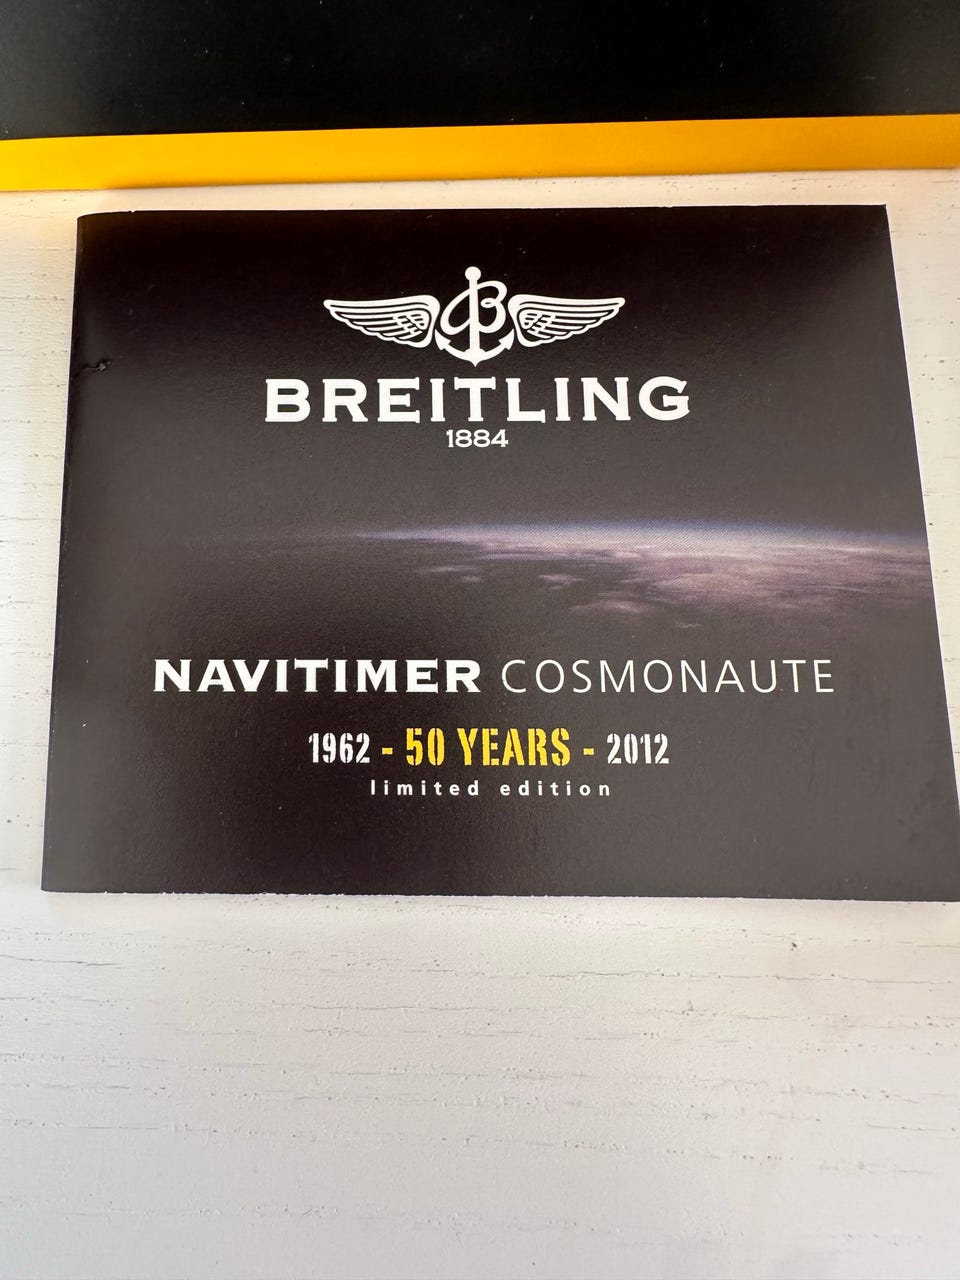 BREITLING
1884
NAVITIMER COSMONAUTE
1962 - 50 YEARS - 2012
limited edition